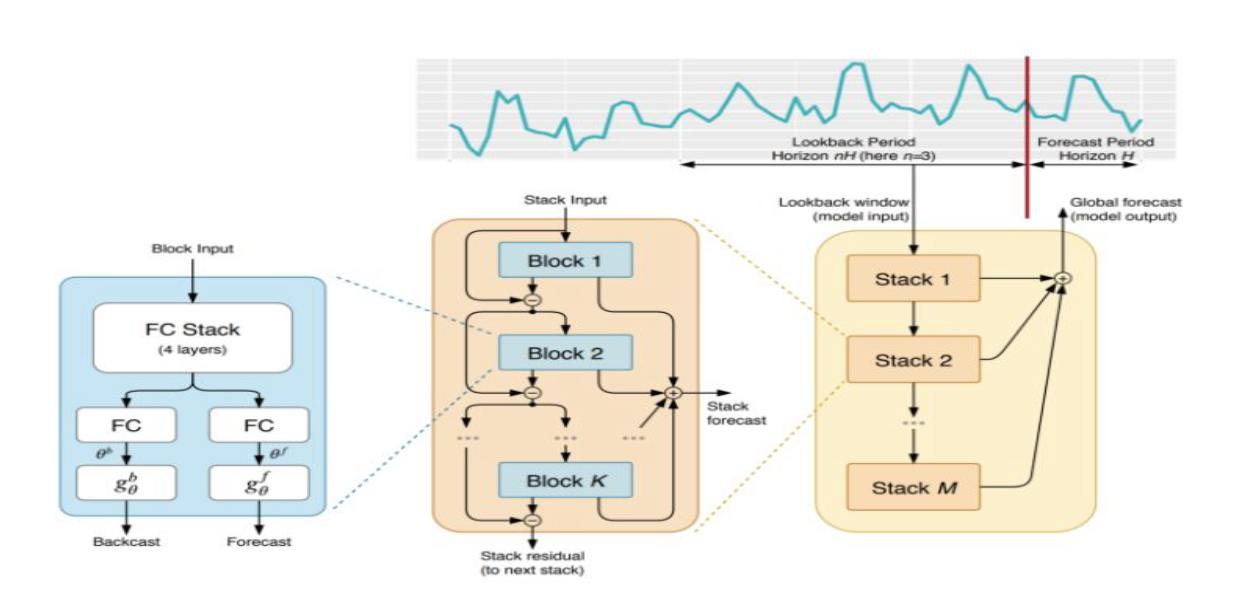 Lookback Period
Horizon nH (here n=3)
Forecast Period
Horizon H
Block Input
FC Stack
(4 layers)
FC
FC
θᵇ
θᶠ
gᵇ_θ
gᶠ_θ
Backcast
Forecast
Stack Input
Block 1
Block 2
Stack
forecast
...
...
...
Block K
Stack residual
(to next stack)
Lookback window
(model input)
Global forecast
(model output)
Stack 1
Stack 2
...
Stack M